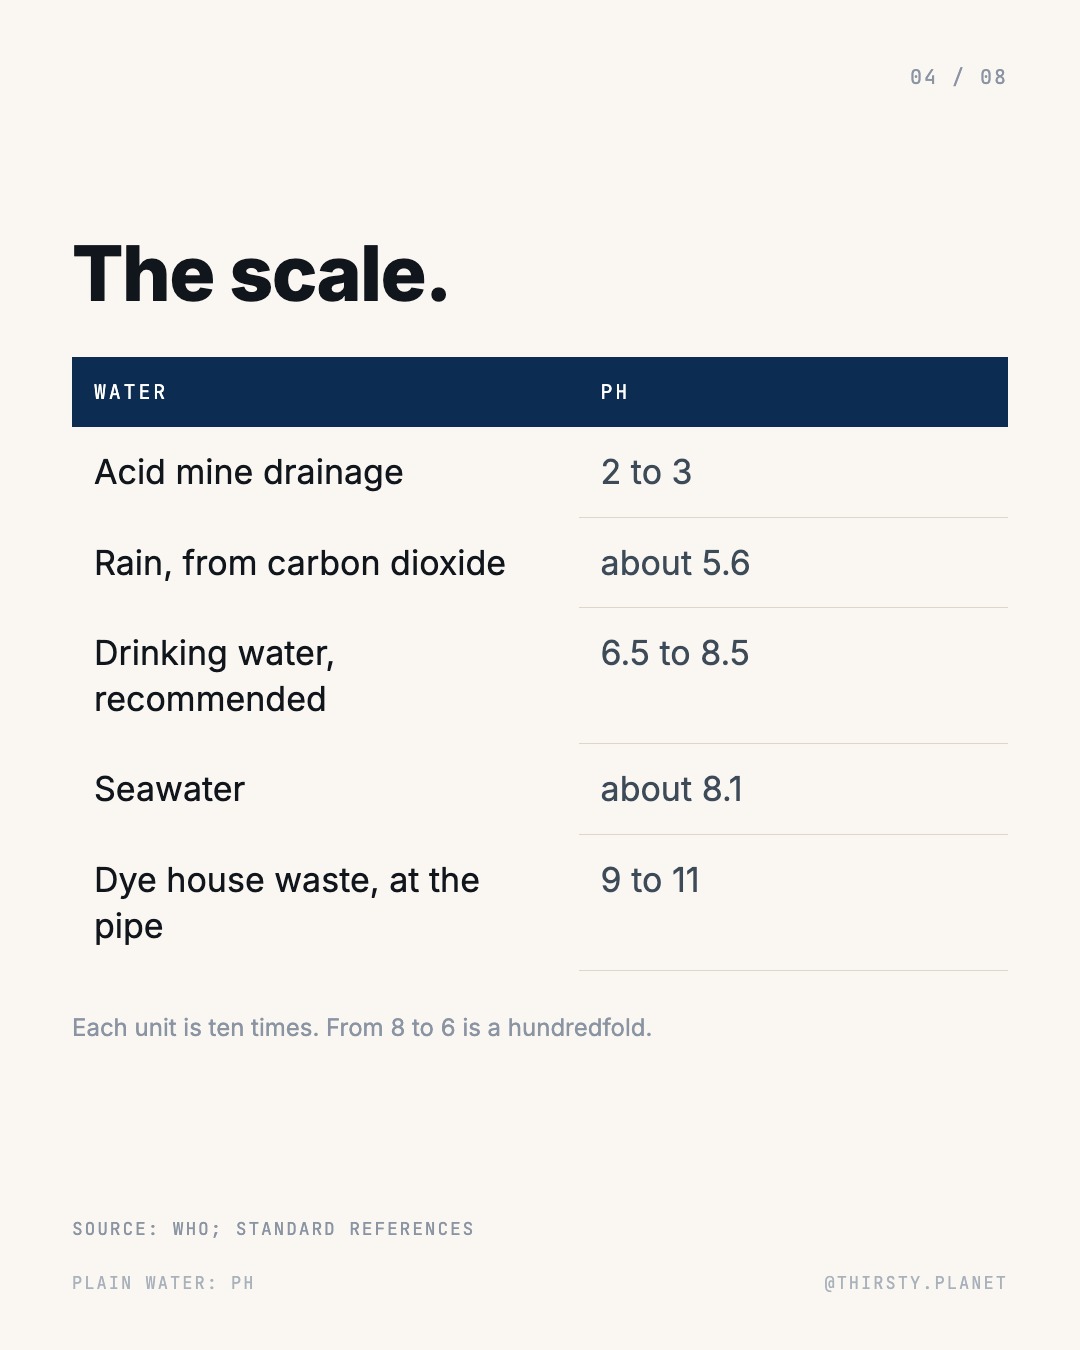 04 / 08
The scale.
WATER PH
Acid mine drainage 2 to 3
Rain, from carbon dioxide about 5.6
Drinking water, 6.5 to 8.5
recommended
Seawater about 8.1
Dye house waste, at the 9 to 11
pipe
Each unit is ten times. From 8 to 6 is a hundredfold.
SOURCE: WHO; STANDARD REFERENCES
PLAIN WATER: PH @THIRSTY.PLANET